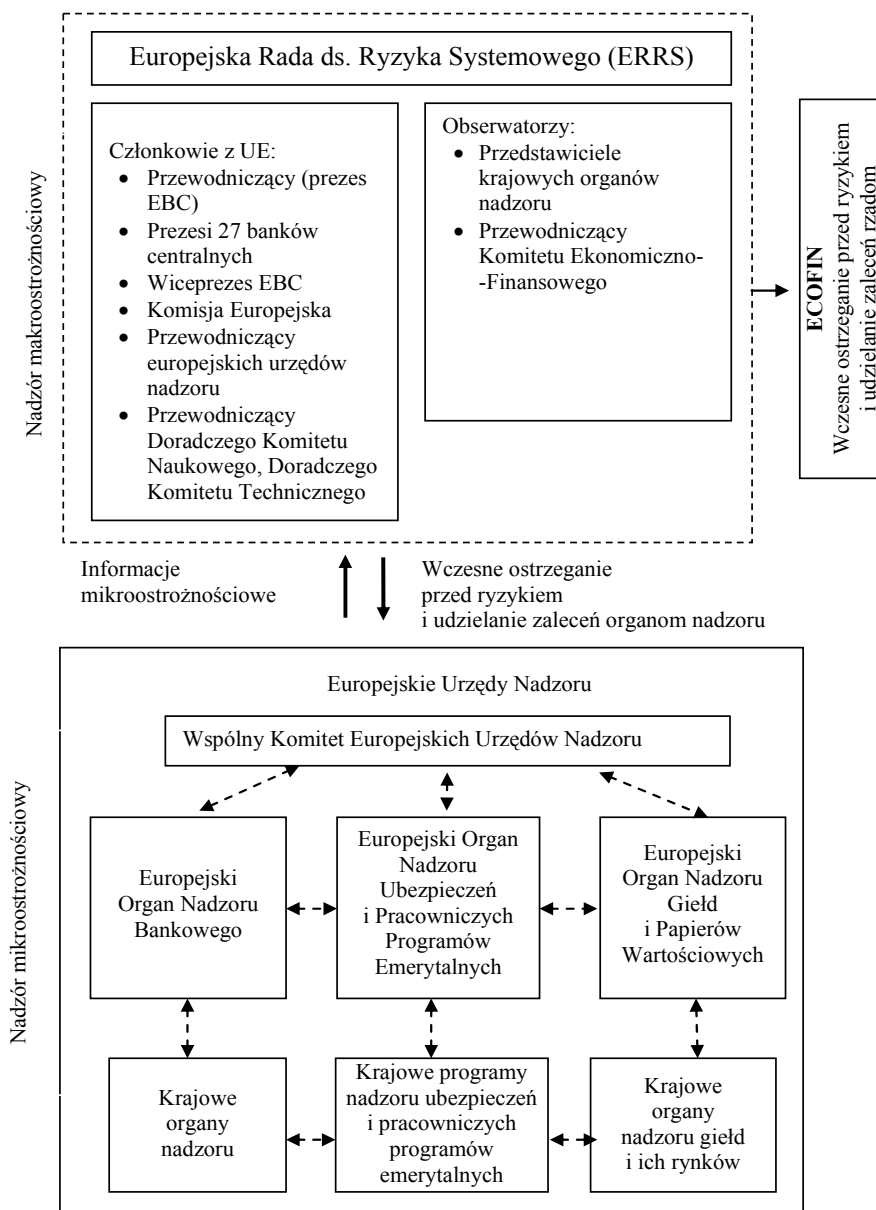 Nadzór makroostrożnościowy
Europejska Rada ds. Ryzyka Systemowego (ERRS)
Członkowie z UE:
• Przewodniczący (prezes
EBC)
• Prezesi 27 banków
centralnych
• Wiceprezes EBC
• Komisja Europejska
• Przewodniczący
europejskich urzędów
nadzoru
• Przewodniczący
Doradczego Komitetu
Naukowego, Doradczego
Komitetu Technicznego
Obserwatorzy:
• Przedstawiciele
krajowych organów
nadzoru
• Przewodniczący
Komitetu Ekonomiczno-
-Finansowego
ECOFIN
Wczesne ostrzeganie przed ryzykiem
i udzielanie zaleceń rzadom
Informacje
mikroostrożnościowe
Wczesne ostrzeganie
przed ryzykiem
i udzielanie zaleceń organom nadzoru
Nadzór mikroostrożnościowy
Europejskie Urzędy Nadzoru
Wspólny Komitet Europejskich Urzędów Nadzoru
Europejski
Organ Nadzoru
Bankowego
Europejski Organ
Nadzoru
Ubezpieczeń
i Pracowniczych
Programów
Emerytalnych
Europejski
Organ Nadzoru
Giełd
i Papierów
Wartościowych
Krajowe
organy
nadzoru
Krajowe programy
nadzoru ubezpieczeń
i pracowniczych
programów
emerytalnych
Krajowe
organy
nadzoru giełd
i ich rynków